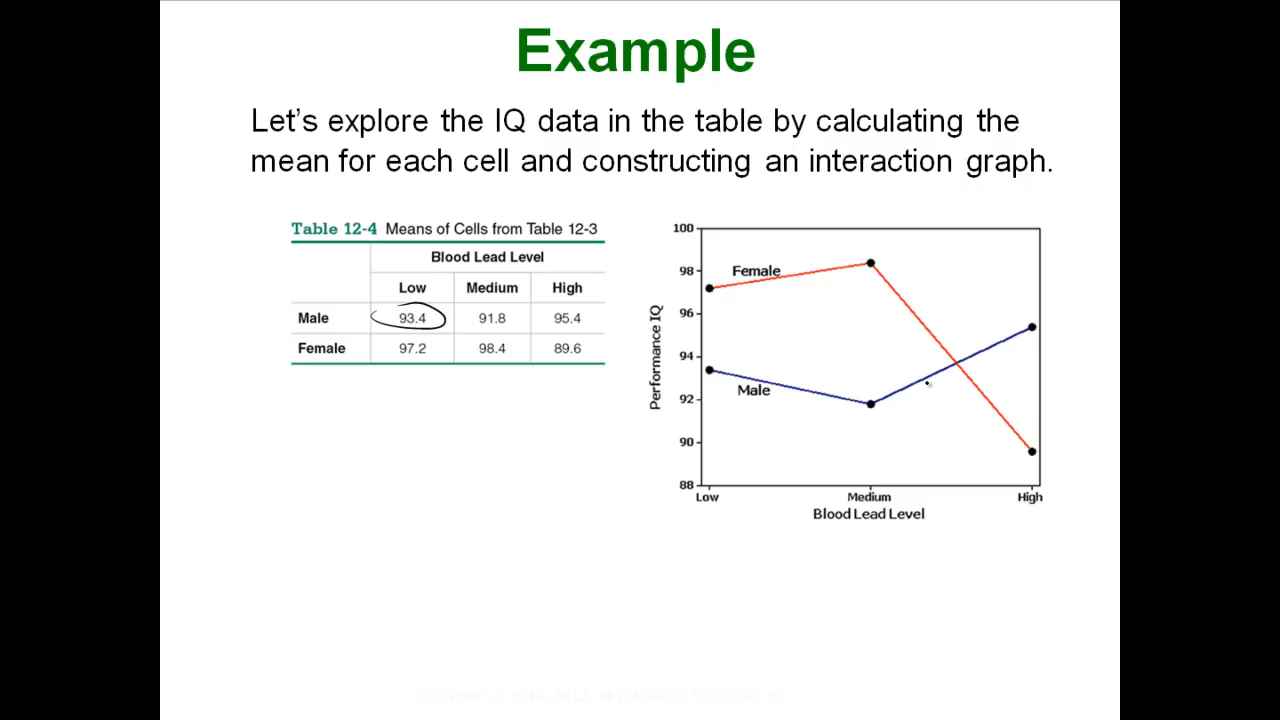 Example
Let's explore the IQ data in the table by calculating the
mean for each cell and constructing an interaction graph.
Table 12-4 Means of Cells from Table 12-3
Blood Lead Level
Low Medium High
Male 93.4 91.8 95.4
Female 97.2 98.4 89.6
100
98
96
94
92
90
88
Performance IQ
Female
Male
Low Medium High
Blood Lead Level